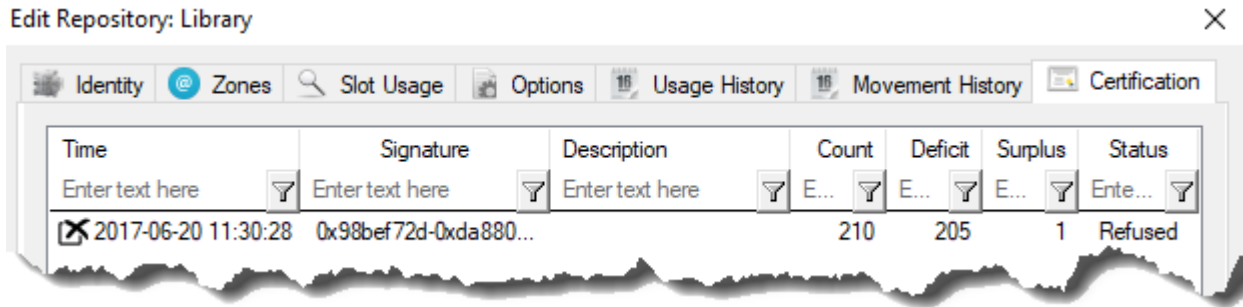 Edit Repository: Library
Identity @ Zones Slot Usage Options 16 Usage History 16 Movement History Certification
Time Signature Description Count Deficit Surplus Status
Enter text here Enter text here Enter text here E... E... E... Ente...
2017-06-20 11:30:28 0x98bef72d-0xda880... 210 205 1 Refused